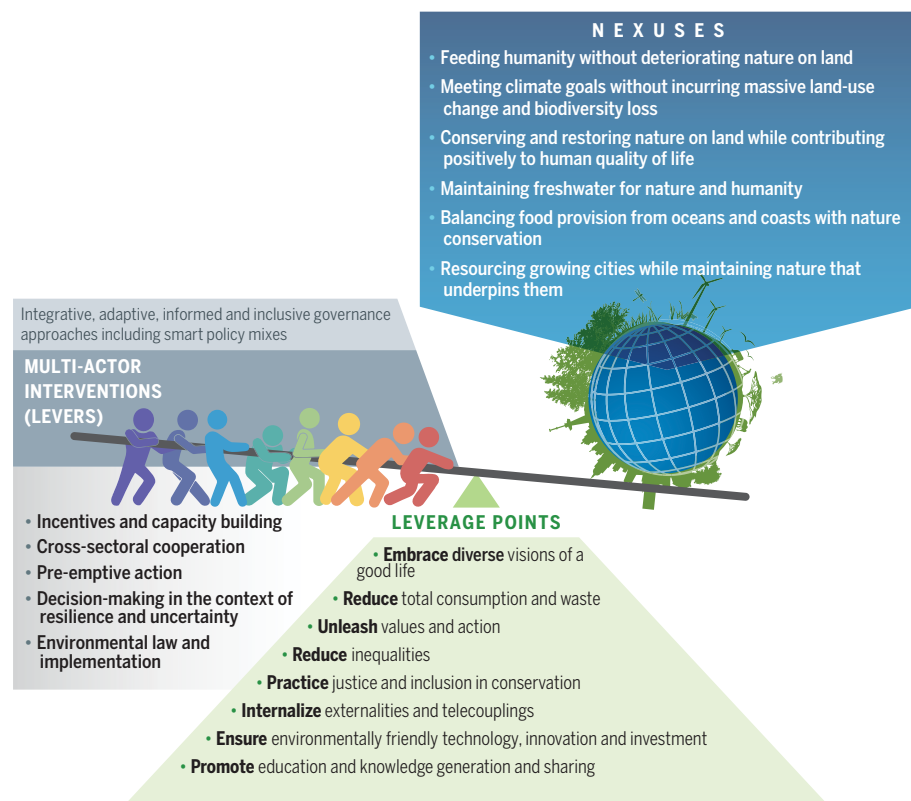 NEXUSES
• Feeding humanity without deteriorating nature on land
• Meeting climate goals without incurring massive land-use
change and biodiversity loss
• Conserving and restoring nature on land while contributing
positively to human quality of life
• Maintaining freshwater for nature and humanity
• Balancing food provision from oceans and coasts with nature
conservation
• Resourcing growing cities while maintaining nature that
underpins them
Integrative, adaptive, informed and inclusive governance
approaches including smart policy mixes
MULTI-ACTOR
INTERVENTIONS
(LEVERS)
• Incentives and capacity building
• Cross-sectoral cooperation
• Pre-emptive action
• Decision-making in the context of
resilience and uncertainty
• Environmental law and
implementation
LEVERAGE POINTS
• Embrace diverse visions of a
good life
• Reduce total consumption and waste
• Unleash values and action
• Reduce inequalities
• Practice justice and inclusion in conservation
• Internalize externalities and telecouplings
• Ensure environmentally friendly technology, innovation and investment
• Promote education and knowledge generation and sharing